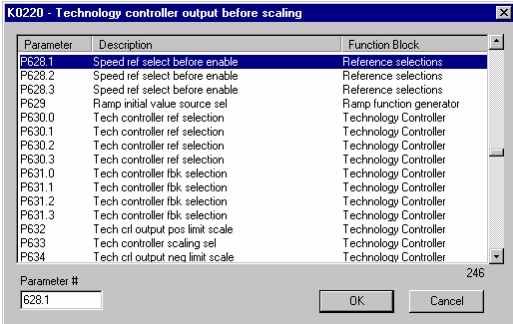 K0220 - Technology controller output before scaling
Parameter Description Function Block
P628.1 Speed ref select before enable Reference selections
P628.2 Speed ref select before enable Reference selections
P628.3 Speed ref select before enable Reference selections
P629 Ramp initial value source sel Ramp function generator
P630.0 Tech controller ref selection Technology Controller
P630.1 Tech controller ref selection Technology Controller
P630.2 Tech controller ref selection Technology Controller
P630.3 Tech controller ref selection Technology Controller
P631.0 Tech controller fbk selection Technology Controller
P631.1 Tech controller fbk selection Technology Controller
P631.2 Tech controller fbk selection Technology Controller
P631.3 Tech controller fbk selection Technology Controller
P632 Tech crl output pos limit scale Technology Controller
P633 Tech controller scaling sel Technology Controller
P634 Tech crl output neg limit scale Technology Controller
246
Parameter #
628.1 OK Cancel